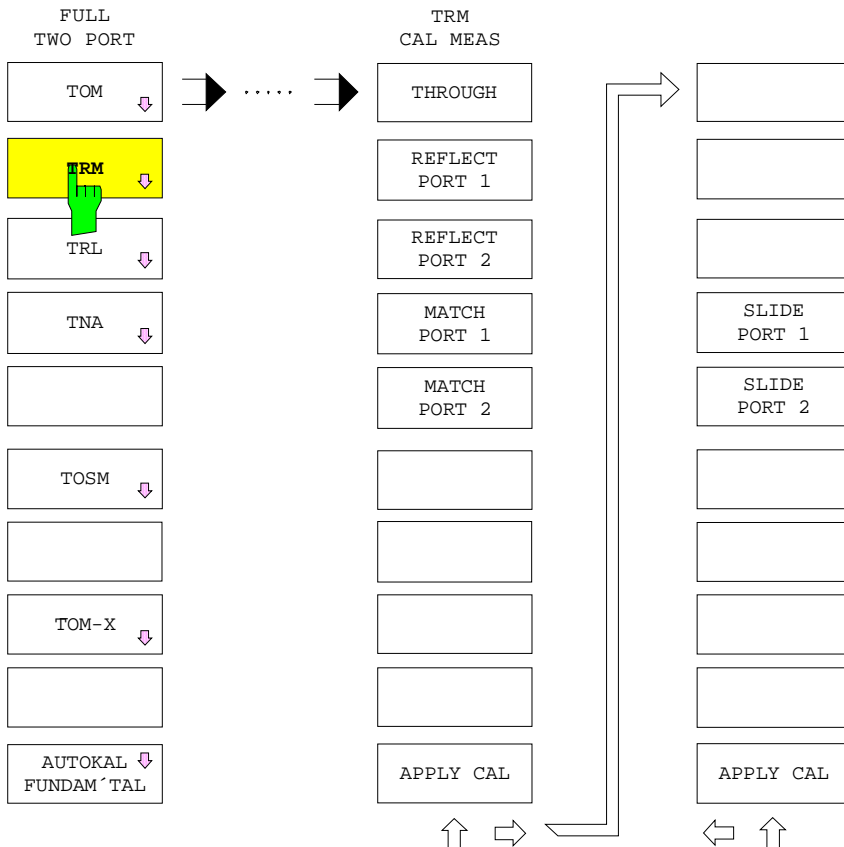 FULL
TWO PORT
TOM
TRM
TRL
TNA
TOSM
TOM-X
AUTOKAL
FUNDAM´TAL
TRM
CAL MEAS
THROUGH
REFLECT
PORT 1
REFLECT
PORT 2
MATCH
PORT 1
MATCH
PORT 2
APPLY CAL
SLIDE
PORT 1
SLIDE
PORT 2
APPLY CAL